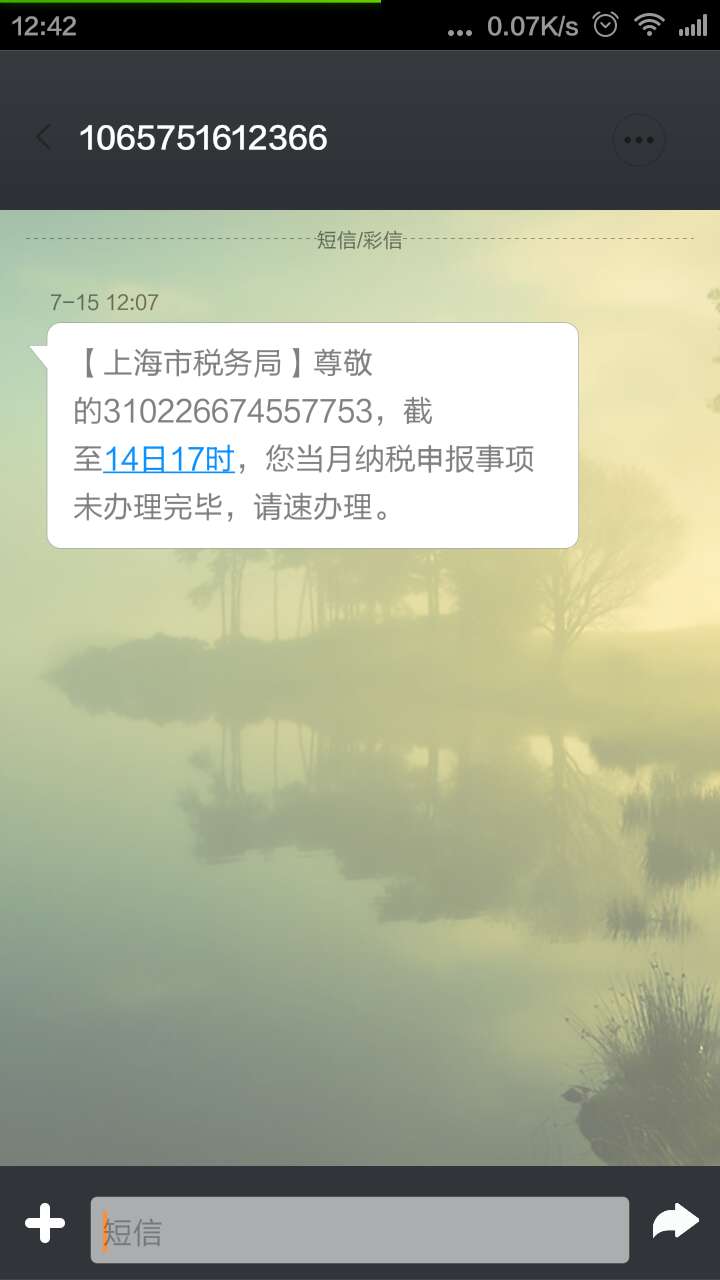 12:42
... 0.07K/s
1065751612366
短信/彩信
7-15 12:07
【上海市税务局】尊敬
的310226674557753，截
至14日17时，您当月纳税申报事项
未办理完毕，请速办理。
短信